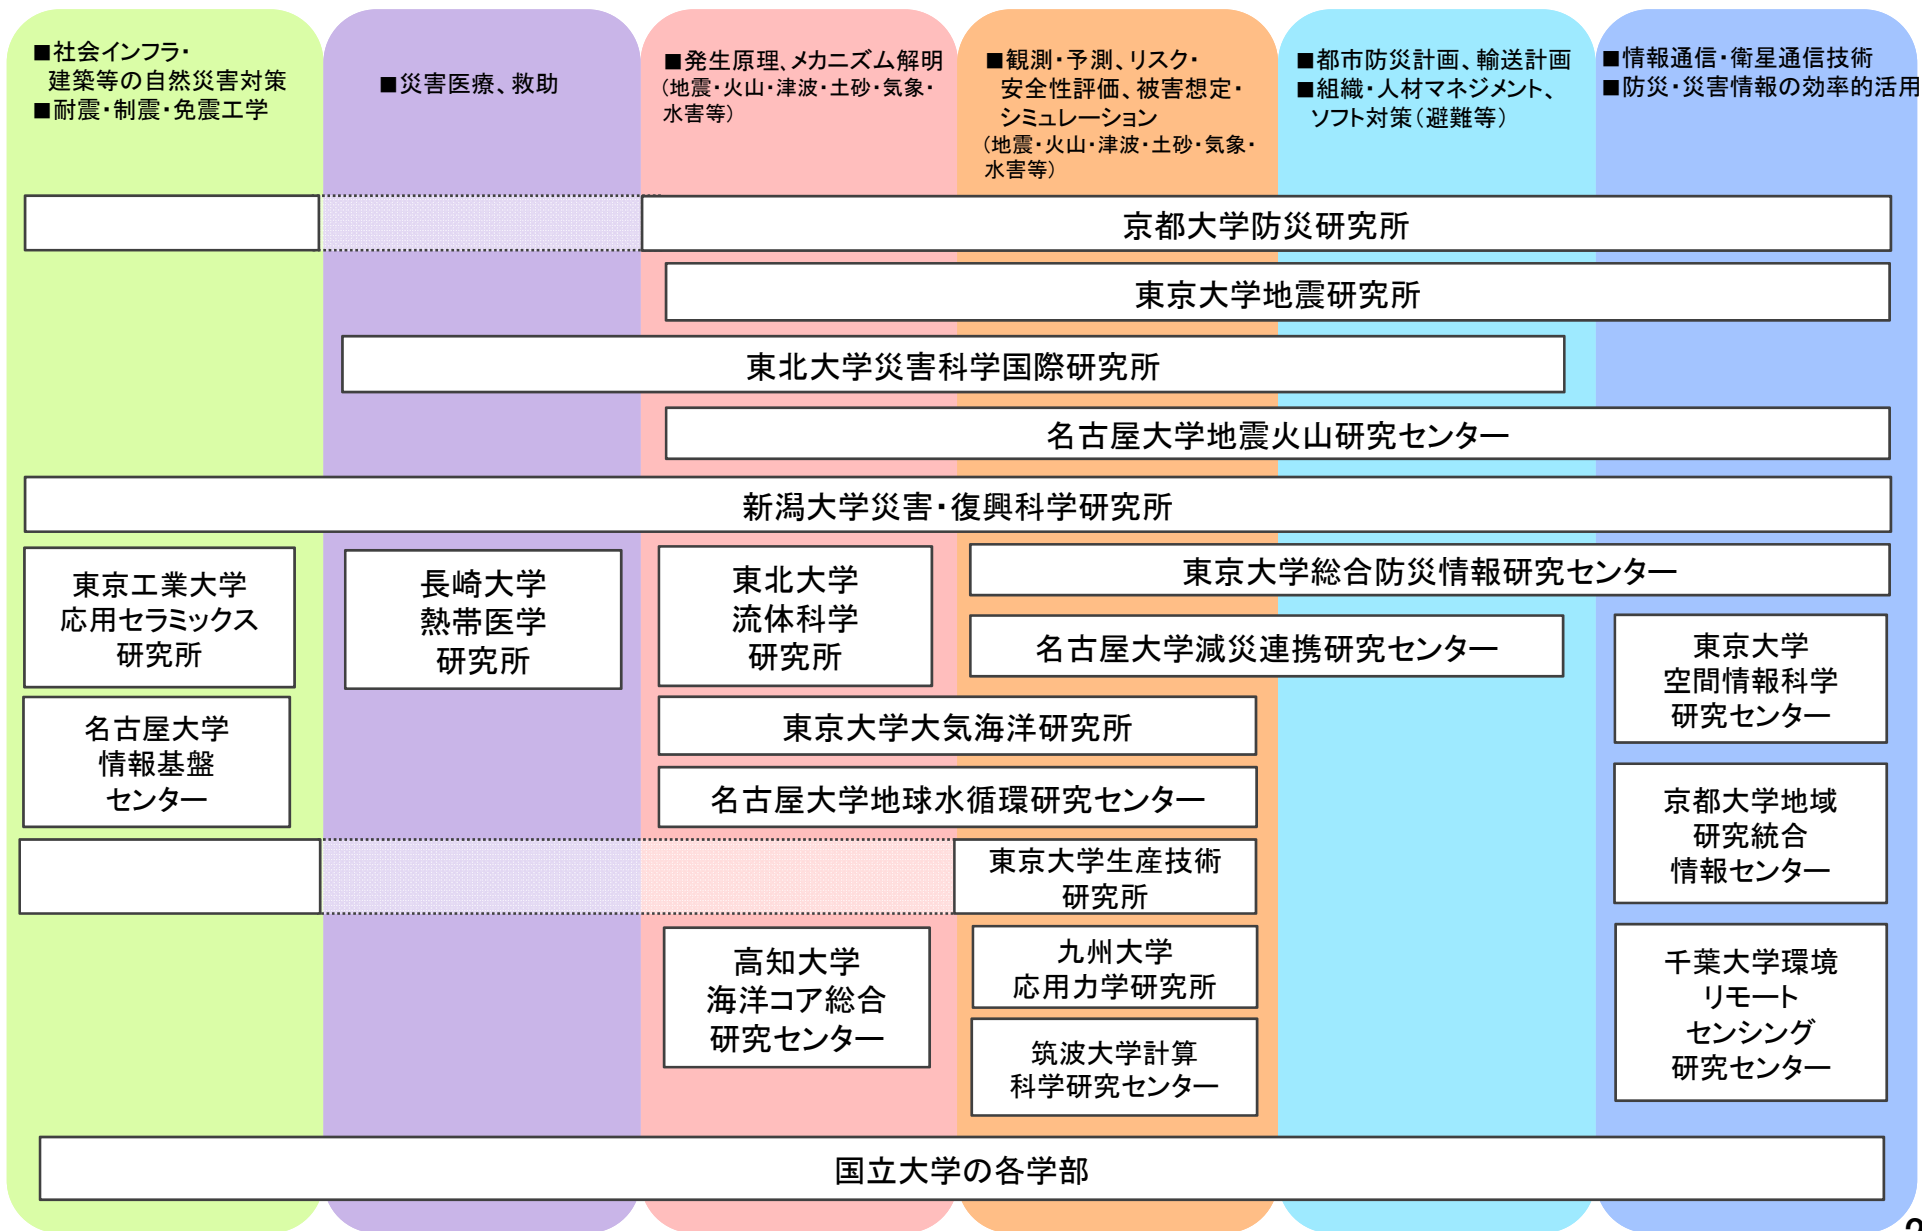 ■社会インフラ・
建築等の自然災害対策
■耐震・制震・免震工学
■災害医療、救助
■発生原理、メカニズム解明
(地震・火山・津波・土砂・気象・
水害等)
■観測・予測、リスク・
安全性評価、被害想定・
シミュレーション
(地震・火山・津波・土砂・気象・
水害等)
■都市防災計画、輸送計画
■組織・人材マネジメント、
ソフト対策(避難等)
■情報通信・衛星通信技術
■防災・災害情報の効率的活用
京都大学防災研究所
東京大学地震研究所
東北大学災害科学国際研究所
名古屋大学地震火山研究センター
新潟大学災害・復興科学研究所
東京工業大学
応用セラミックス
研究所
長崎大学
熱帯医学
研究所
東北大学
流体科学
研究所
東京大学総合防災情報研究センター
名古屋大学減災連携研究センター
東京大学
空間情報科学
研究センター
名古屋大学
情報基盤
センター
東京大学大気海洋研究所
名古屋大学地球水循環研究センター
京都大学地域
研究統合
情報センター
東京大学生産技術
研究所
高知大学
海洋コア総合
研究センター
九州大学
応用力学研究所
筑波大学計算
科学研究センター
千葉大学環境
リモート
センシング
研究センター
国立大学の各学部